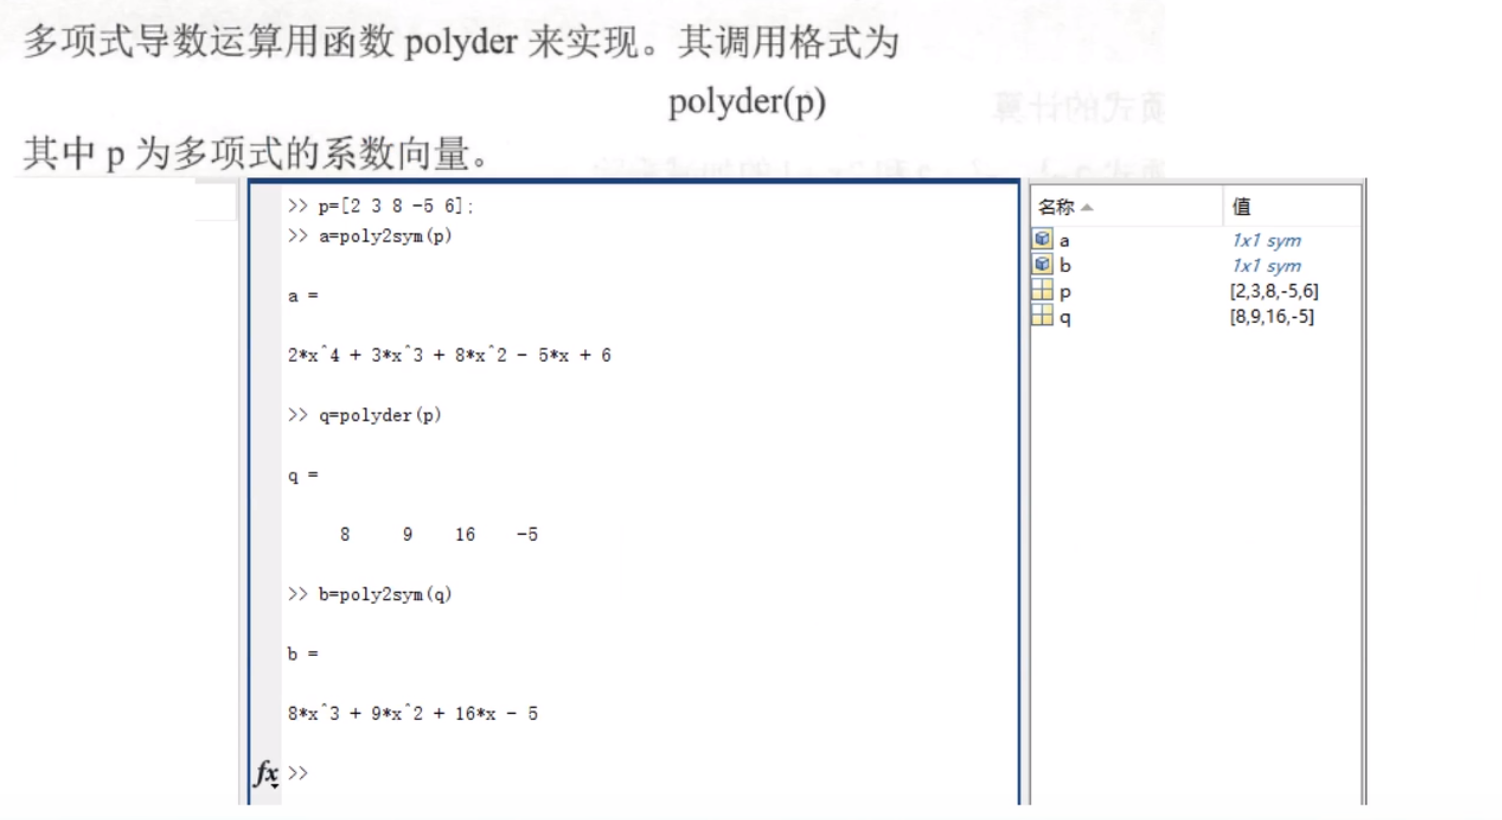 多项式导数运算用函数 polyder 来实现。其调用格式为
polyder(p)
其中 p 为多项式的系数向量。
>> p=[2 3 8 -5 6];
>> a=poly2sym(p)
a =
2*x^4 + 3*x^3 + 8*x^2 - 5*x + 6
>> q=polyder(p)
q =
8 9 16 -5
>> b=poly2sym(q)
b =
8*x^3 + 9*x^2 + 16*x - 5
fx >>
名称 值
a 1x1 sym
b 1x1 sym
p [2,3,8,-5,6]
q [8,9,16,-5]